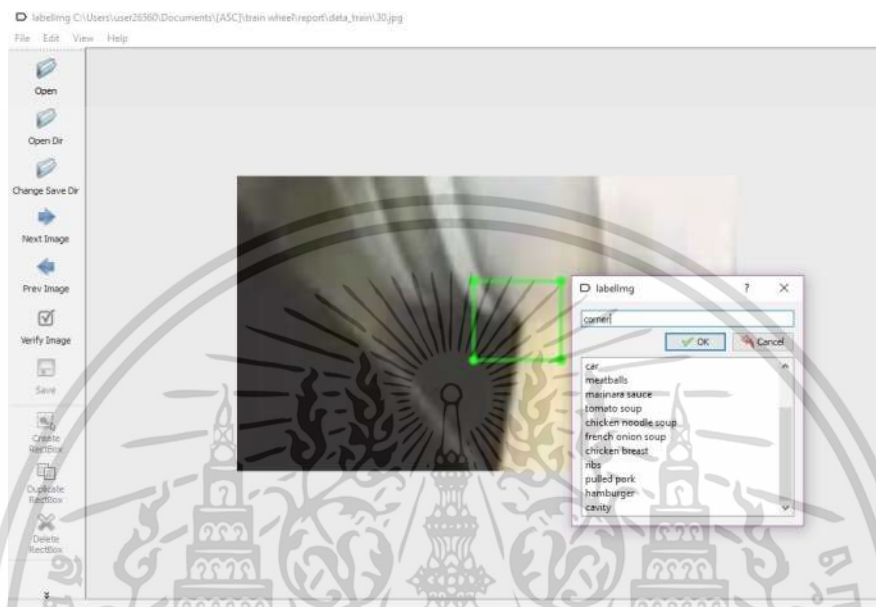 labelImg C:\Users\user26560\Documents\[ASC]\train wheel\report\data_train\30.jpg
File Edit View Help
Open
Open Dir
Change Save Dir
Next Image
Prev Image
Verify Image
Save
Create
RectBox
Duplicate
RectBox
Delete
RectBox
labelImg ? ×
corner
OK Cancel
car
meatballs
marinara sauce
tomato soup
chicken noodle soup
french onion soup
chicken breast
ribs
pulled pork
hamburger
cavity